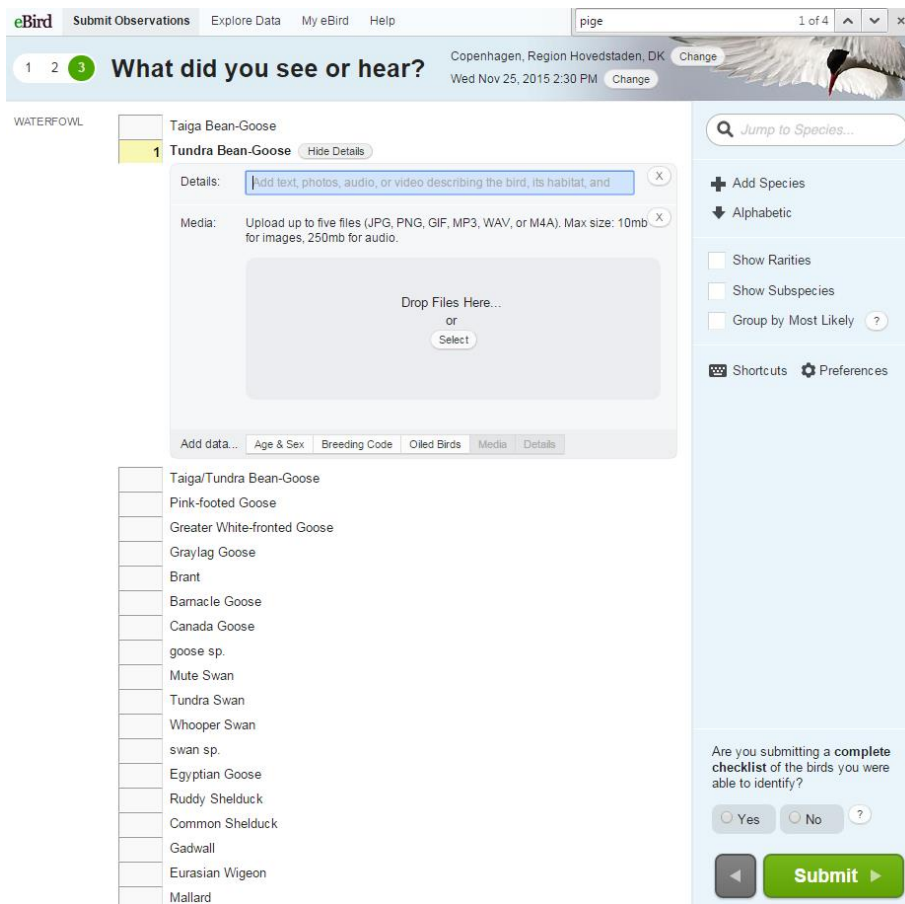 eBird Submit Observations Explore Data My eBird Help
pige 1 of 4 x
1 2 3 What did you see or hear?
Copenhagen, Region Hovedstaden, DK Change
Wed Nov 25, 2015 2:30 PM Change
WATERFOWL
Taiga Bean-Goose
1 Tundra Bean-Goose Hide Details
Details: Add text, photos, audio, or video describing the bird, its habitat, and X
Media: Upload up to five files (JPG, PNG, GIF, MP3, WAV, or M4A). Max size: 10mb X
for images, 250mb for audio.
Drop Files Here...
or
Select
Add data... Age & Sex Breeding Code Oiled Birds Media Details
Taiga/Tundra Bean-Goose
Pink-footed Goose
Greater White-fronted Goose
Graylag Goose
Brant
Barnacle Goose
Canada Goose
goose sp.
Mute Swan
Tundra Swan
Whooper Swan
swan sp.
Egyptian Goose
Ruddy Shelduck
Common Shelduck
Gadwall
Eurasian Wigeon
Mallard
Jump to Species...
Add Species
Alphabetic
Show Rarities
Show Subspecies
Group by Most Likely ?
Shortcuts Preferences
Are you submitting a complete
checklist of the birds you were
able to identify?
Yes No ?
Submit